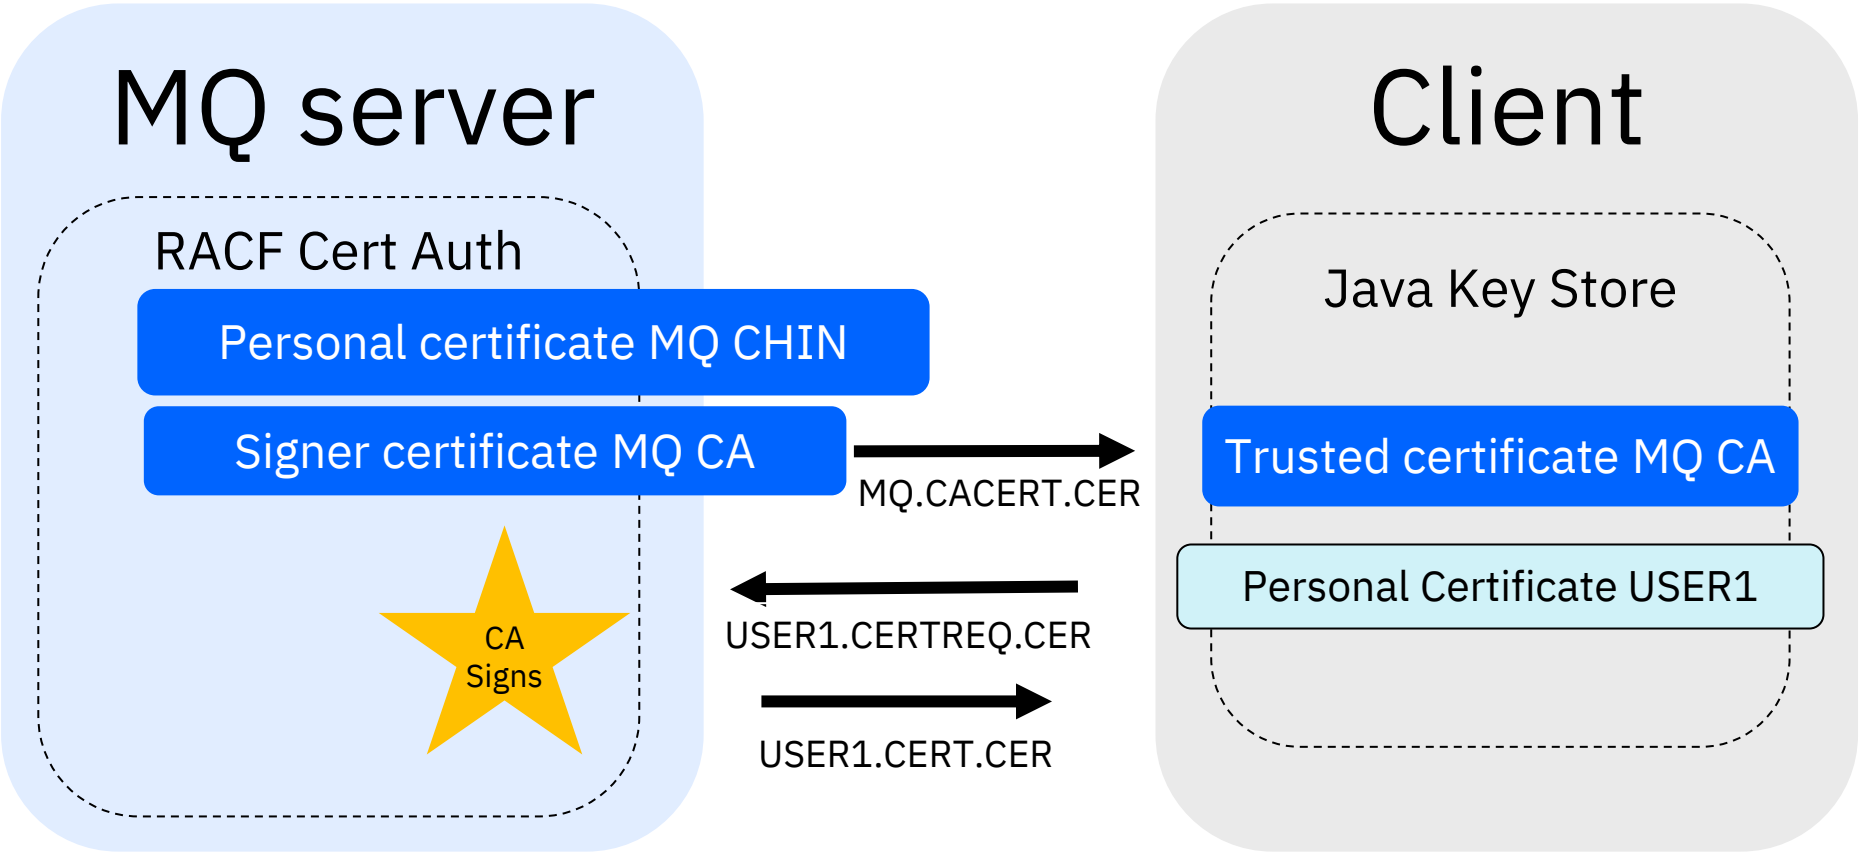 MQ server
RACF Cert Auth
Personal certificate MQ CHIN
Signer certificate MQ CA
CA
Signs
MQ.CACERT.CER
USER1.CERTREQ.CER
USER1.CERT.CER
Client
Java Key Store
Trusted certificate MQ CA
Personal Certificate USER1